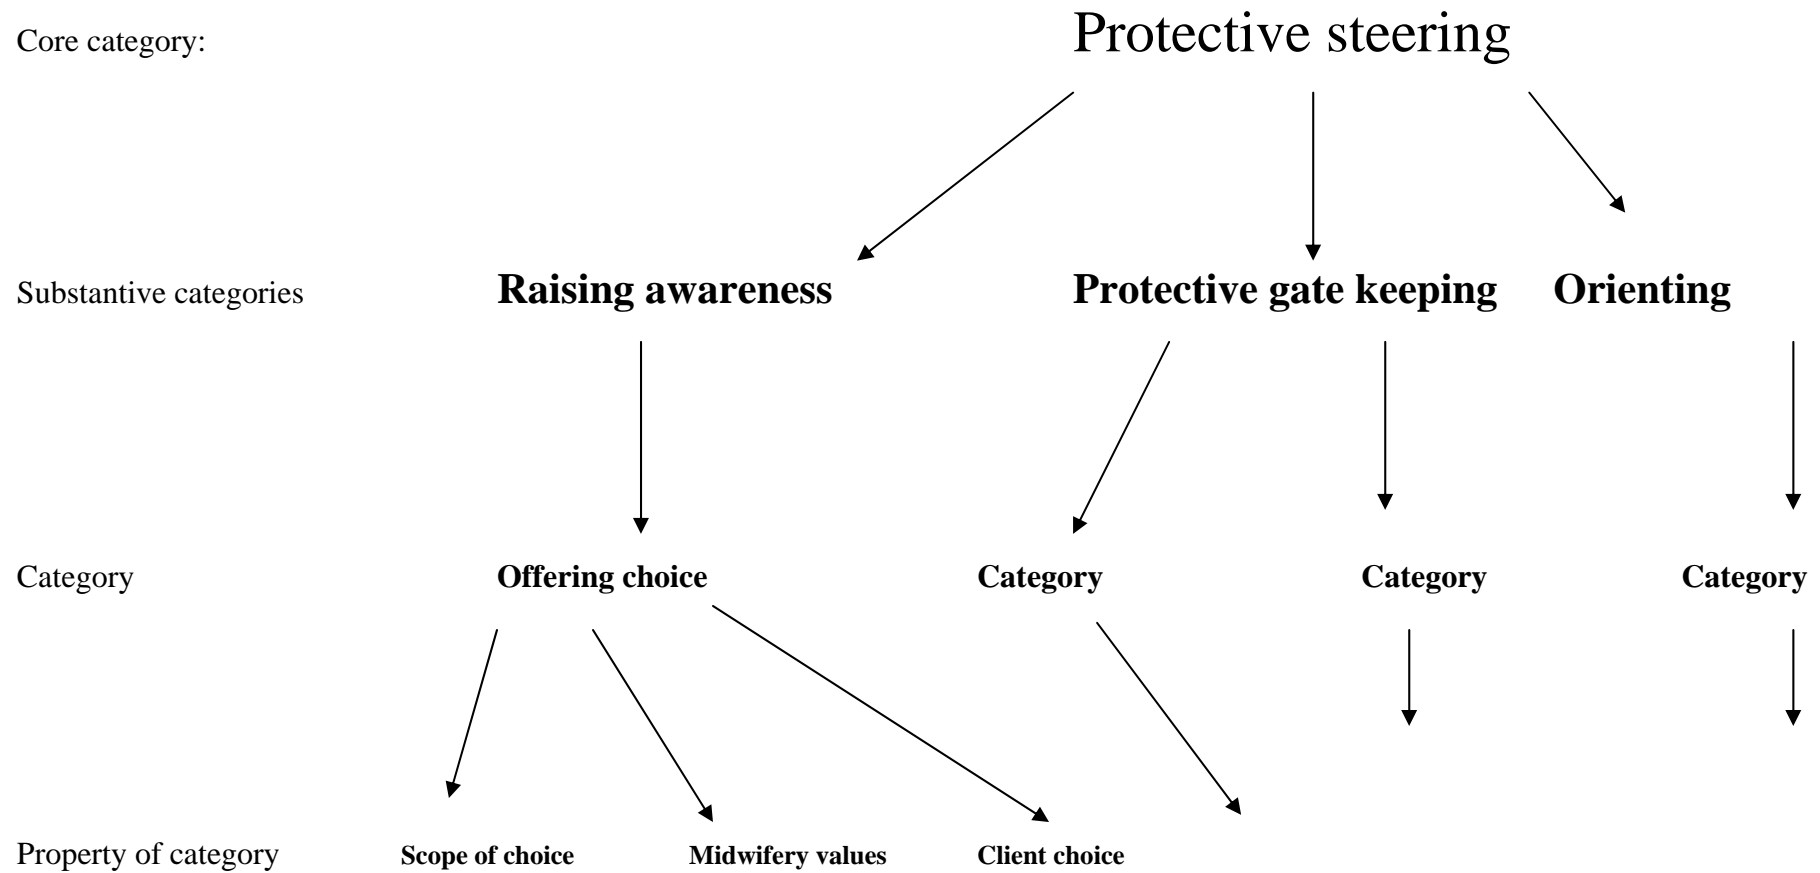 Core category: Protective steering
Substantive categories Raising awareness Protective gate keeping Orienting
Category Offering choice Category Category Category
Property of category Scope of choice Midwifery values Client choice